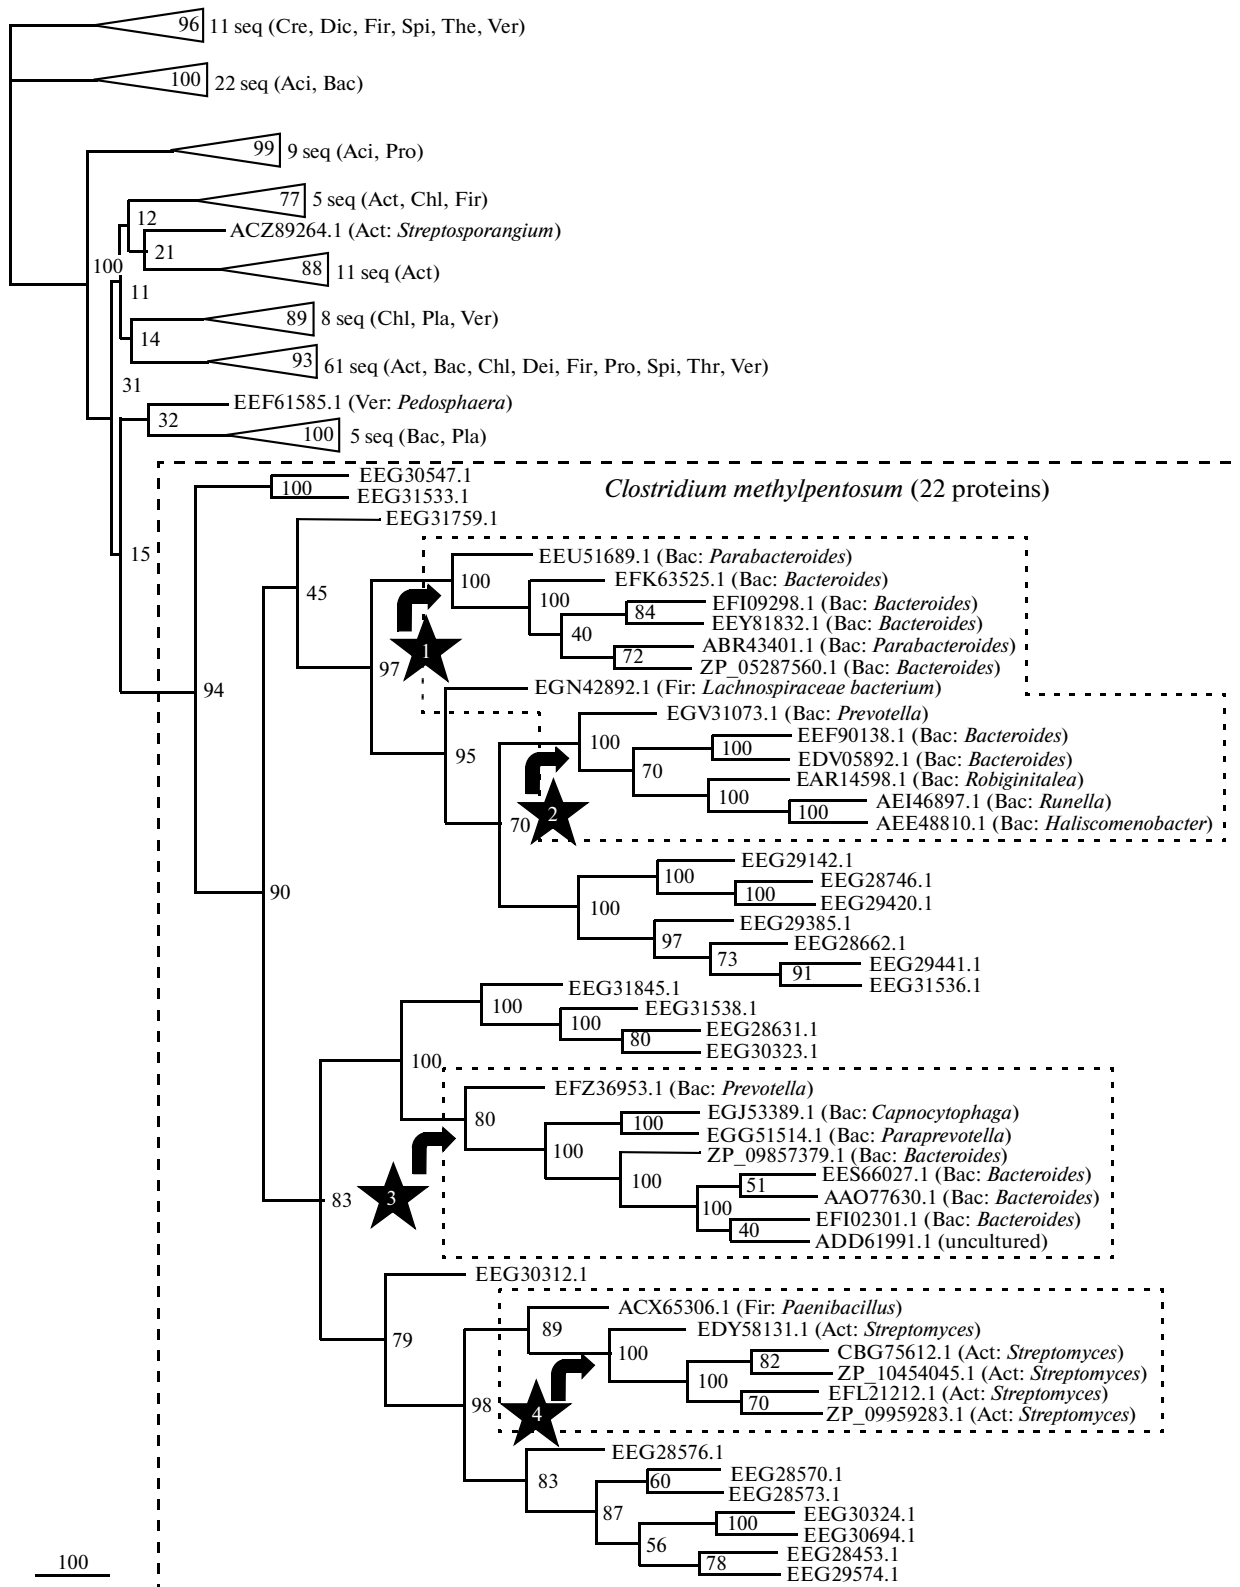 96 11 seq (Cre, Dic, Fir, Spi, The, Ver)
100 22 seq (Aci, Bac)
99 9 seq (Aci, Pro)
77 5 seq (Act, Chl, Fir)
12
ACZ89264.1 (Act: Streptosporangium)
21
100
88 11 seq (Act)
11
89 8 seq (Chl, Pla, Ver)
14
93 61 seq (Act, Bac, Chl, Dei, Fir, Pro, Spi, Thr, Ver)
31
EEF61585.1 (Ver: Pedosphaera)
32
100 5 seq (Bac, Pla)
EEG30547.1
100
Clostridium methylpentosum (22 proteins)
EEG31533.1
EEG31759.1
15
EEU51689.1 (Bac: Parabacteroides)
100
EFK63525.1 (Bac: Bacteroides)
45
100
EFI09298.1 (Bac: Bacteroides)
84
EEY81832.1 (Bac: Bacteroides)
40
ABR43401.1 (Bac: Parabacteroides)
1
72
97
ZP_05287560.1 (Bac: Bacteroides)
94
EGN42892.1 (Fir: Lachnospiraceae bacterium)
EGV31073.1 (Bac: Prevotella)
EEF90138.1 (Bac: Bacteroides)
100
100
95
EDV05892.1 (Bac: Bacteroides)
70
EAR14598.1 (Bac: Robiginitalea)
100
AEI46897.1 (Bac: Runella)
100
2
70
AEE48810.1 (Bac: Haliscomenobacter)
EEG29142.1
100
EEG28746.1
100
90
EEG29420.1
100
EEG29385.1
97
EEG28662.1
73
EEG29441.1
91
EEG31536.1
EEG31845.1
100
EEG31538.1
100
EEG28631.1
80
EEG30323.1
100
EFZ36953.1 (Bac: Prevotella)
80
EGJ53389.1 (Bac: Capnocytophaga)
100
EGG51514.1 (Bac: Paraprevotella)
100
ZP_09857379.1 (Bac: Bacteroides)
EES66027.1 (Bac: Bacteroides)
100
51
3
83
AAO77630.1 (Bac: Bacteroides)
100
EFI02301.1 (Bac: Bacteroides)
40
ADD61991.1 (uncultured)
EEG30312.1
ACX65306.1 (Fir: Paenibacillus)
89
EDY58131.1 (Act: Streptomyces)
79
100
CBG75612.1 (Act: Streptomyces)
82
ZP_10454045.1 (Act: Streptomyces)
100
EFL21212.1 (Act: Streptomyces)
70
98
4
ZP_09959283.1 (Act: Streptomyces)
EEG28576.1
83
EEG28570.1
60
EEG28573.1
87
EEG30324.1
100
EEG30694.1
56
EEG28453.1
78
EEG29574.1
100